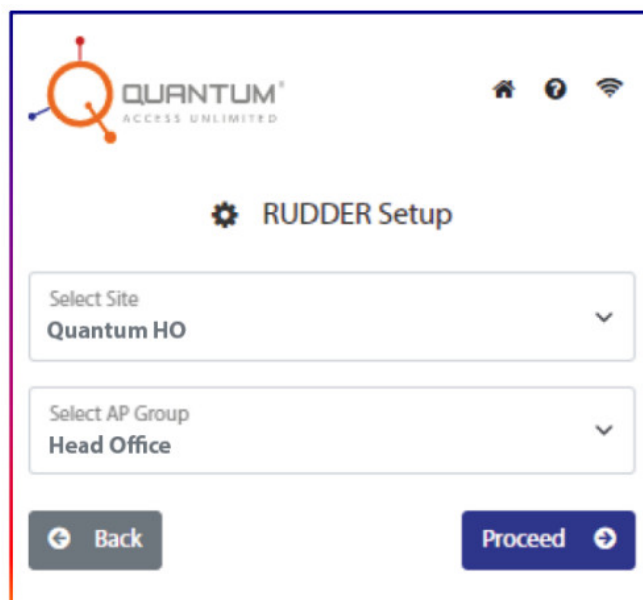 QUANTUM®
ACCESS UNLIMITED
RUDDER Setup
Select Site
Quantum HO
Select AP Group
Head Office
Back
Proceed